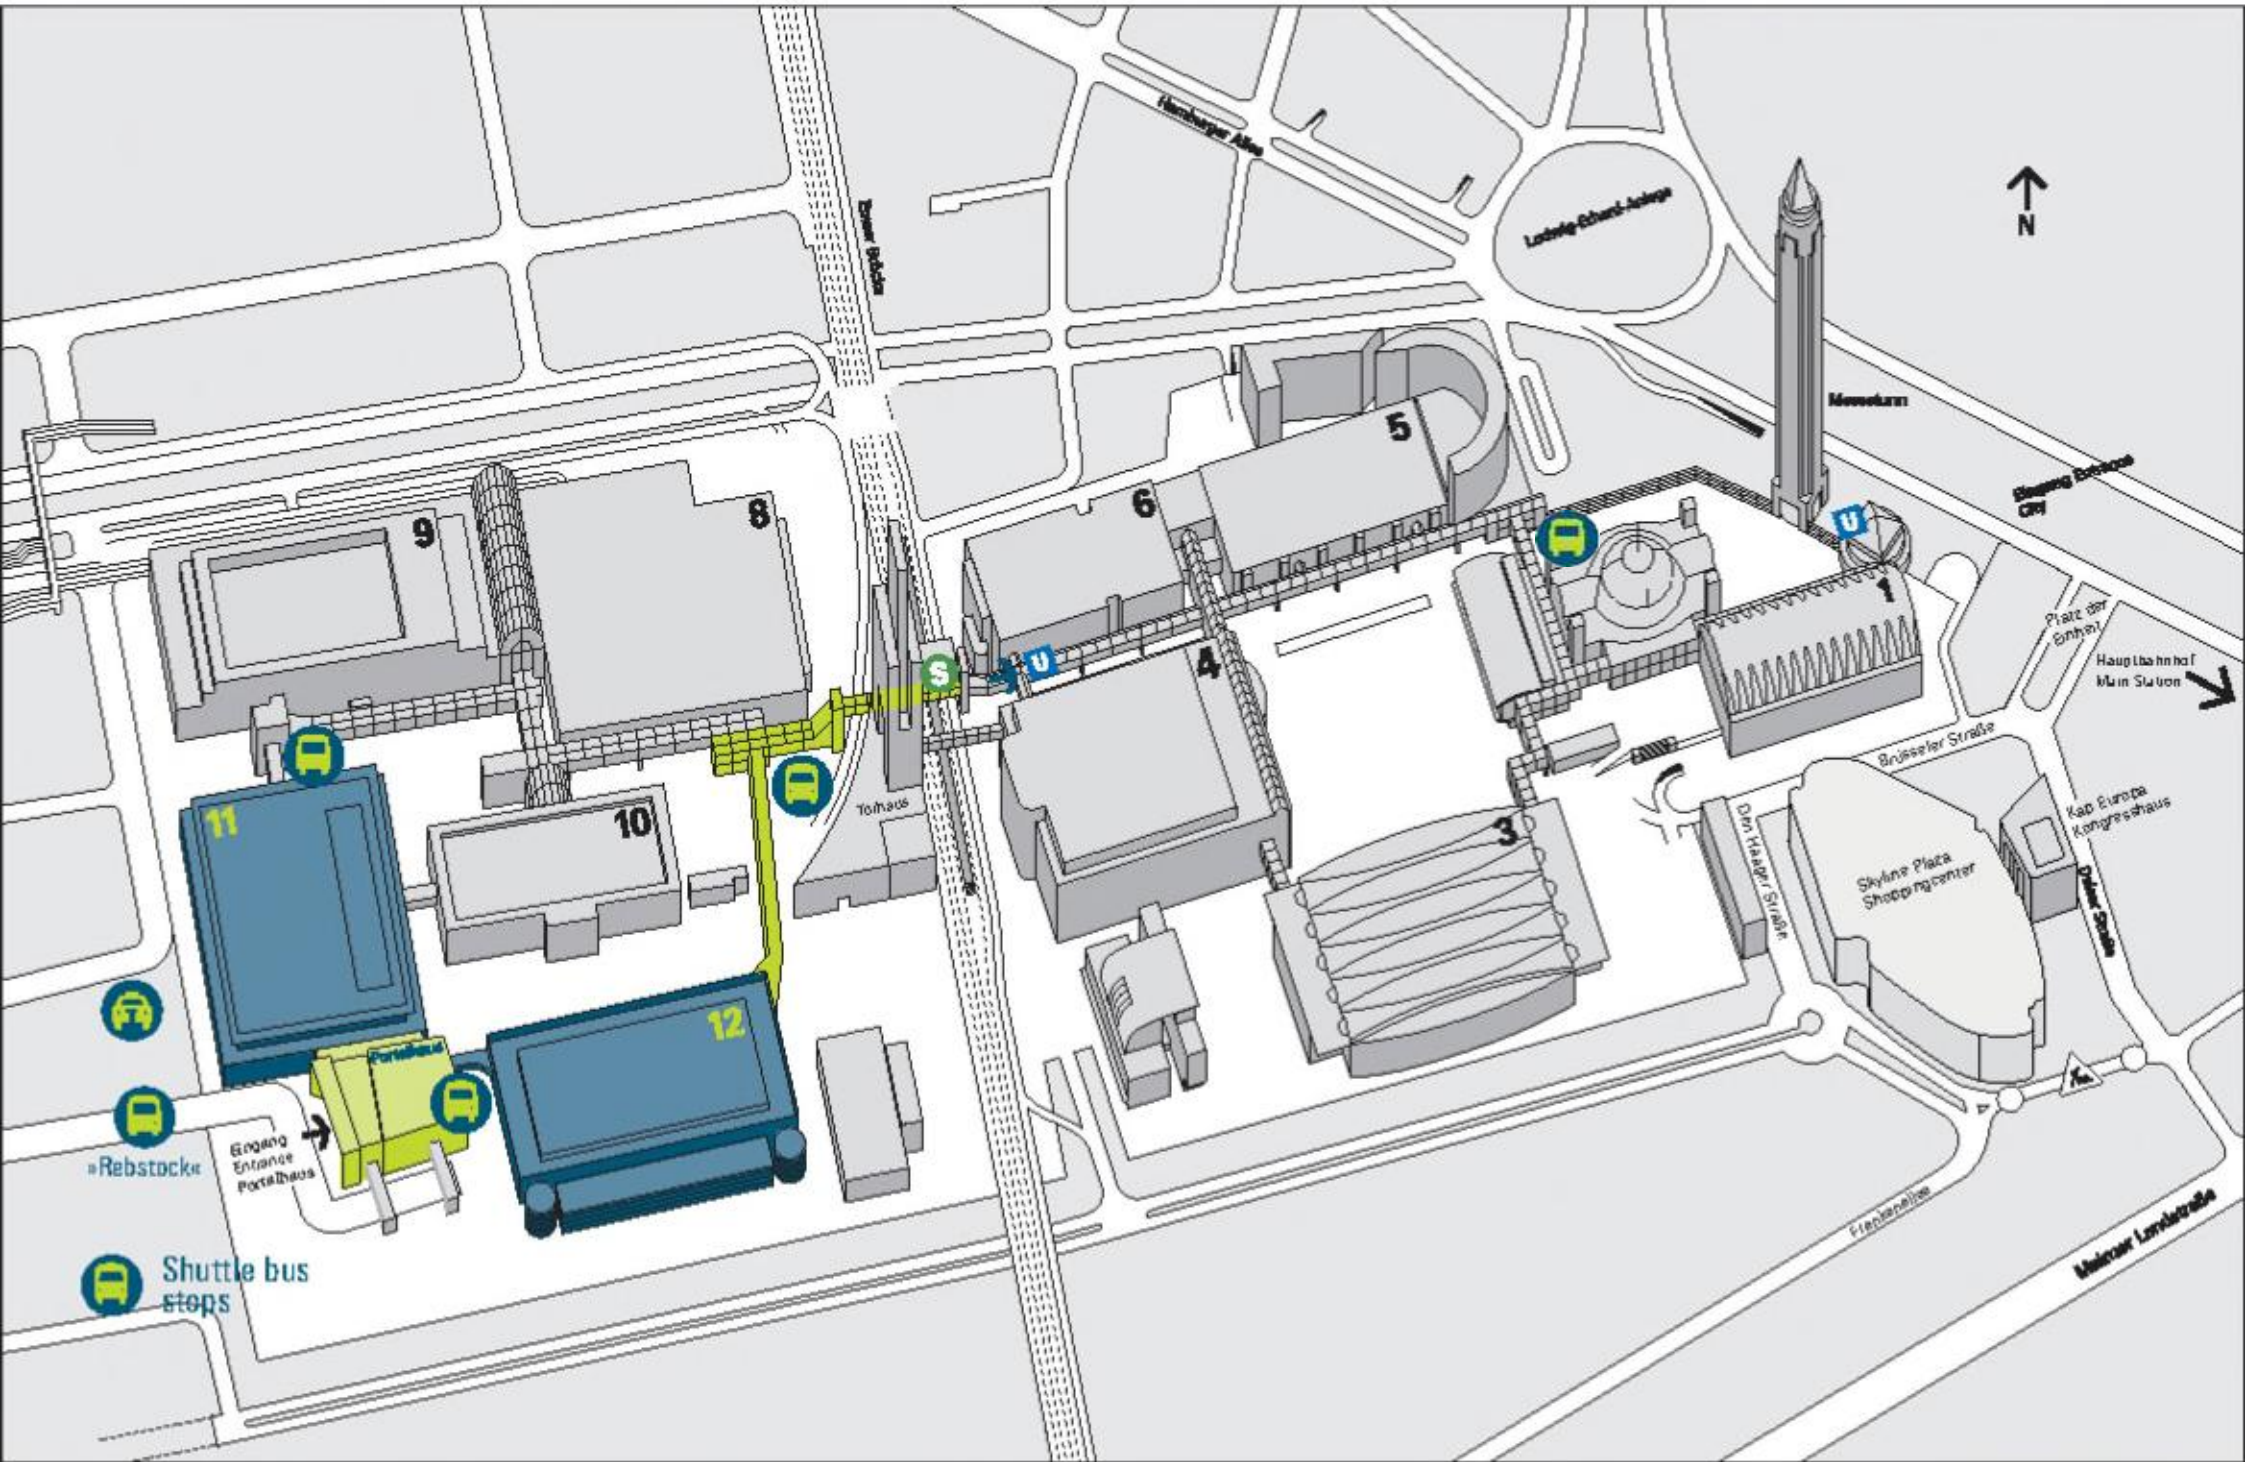 Hamburger Allee
Ludwig-Erhard-Anlage
N
Messeturm
5
U
Eingang Entrance
City
6
8
9
1
Platz der
Einheit
Hauptbahnhof
Main Station
S
U
4
Brüsseler Straße
Torhaus
Kap Europa
Kongresshaus
11
10
3
Den Haager Straße
Skyline Plaza
Shoppingcenter
12
Portalhaus
Eingang
Entrance
Portalhaus
»Rebstock«
Frankenallee
Mainzer Landstraße
Shuttle bus
stops